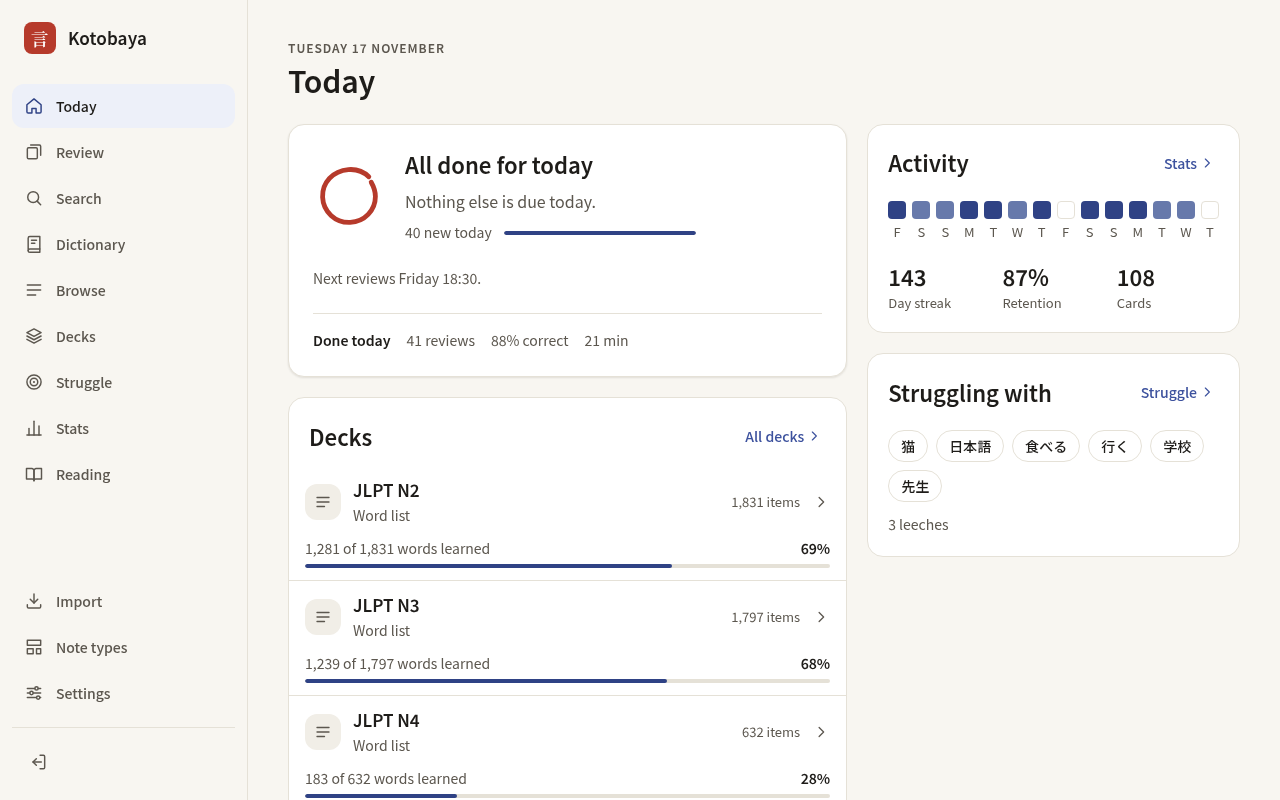 言 Kotobaya
Today
Review
Search
Dictionary
Browse
Decks
Struggle
Stats
Reading
Import
Note types
Settings
TUESDAY 17 NOVEMBER
Today
All done for today
Nothing else is due today.
40 new today
Next reviews Friday 18:30.
Done today 41 reviews 88% correct 21 min
Decks All decks
JLPT N2
Word list
1,831 items
1,281 of 1,831 words learned 69%
JLPT N3
Word list
1,797 items
1,239 of 1,797 words learned 68%
JLPT N4
Word list
632 items
183 of 632 words learned 28%
Activity Stats
F S S M T W T F S S M T W T
143 87% 108
Day streak Retention Cards
Struggling with Struggle
猫 日本語 食べる 行く 学校
先生
3 leeches